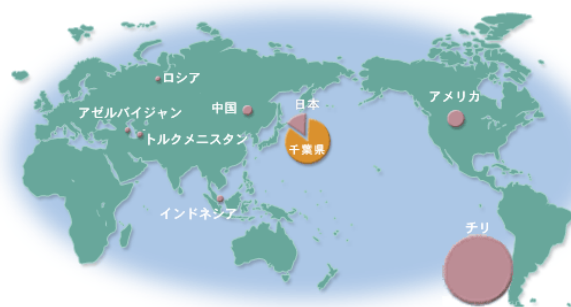 ロシア
アゼルバイジャン
中国
日本
アメリカ
トルクメニスタン
千葉県
インドネシア
チリ